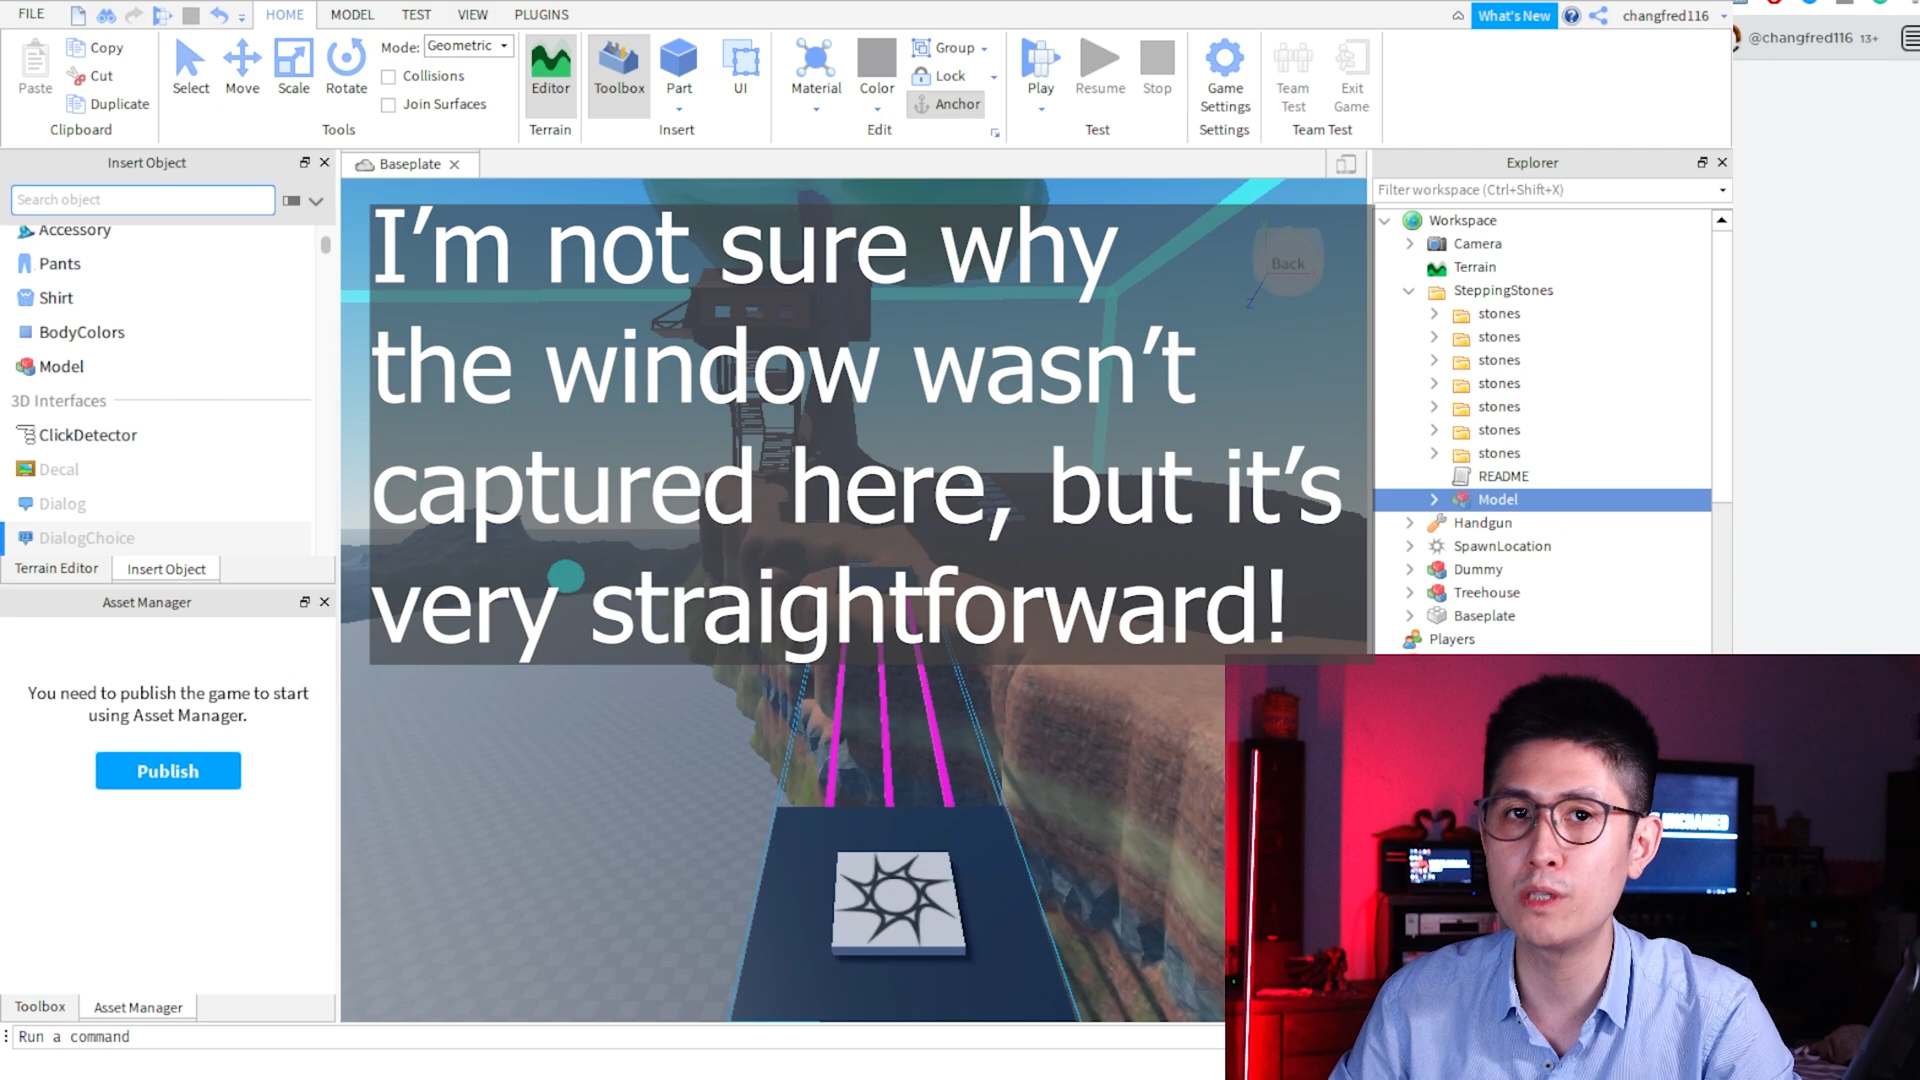 FILE
HOME
MODEL
TEST
VIEW
PLUGINS
What's New
changfred116
@changfred116 13+
Paste
Copy
Cut
Duplicate
Clipboard
Select
Move
Scale
Rotate
Mode: Geometric
Collisions
Join Surfaces
Tools
Editor
Terrain
Toolbox
Part
UI
Insert
Material
Color
Group
Lock
Anchor
Edit
Play
Resume
Stop
Test
Game
Settings
Settings
Team
Test
Exit
Game
Team Test
Insert Object
Search object
Accessory
Pants
Shirt
BodyColors
Model
3D Interfaces
ClickDetector
Decal
Dialog
DialogChoice
Terrain Editor
Insert Object
Asset Manager
You need to publish the game to start
using Asset Manager.
Publish
Toolbox
Asset Manager
Run a command
Baseplate
Back
I'm not sure why
the window wasn't
captured here, but it's
very straightforward!
Explorer
Filter workspace (Ctrl+Shift+X)
Workspace
Camera
Terrain
SteppingStones
stones
stones
stones
stones
stones
stones
stones
README
Model
Handgun
SpawnLocation
Dummy
Treehouse
Baseplate
Players